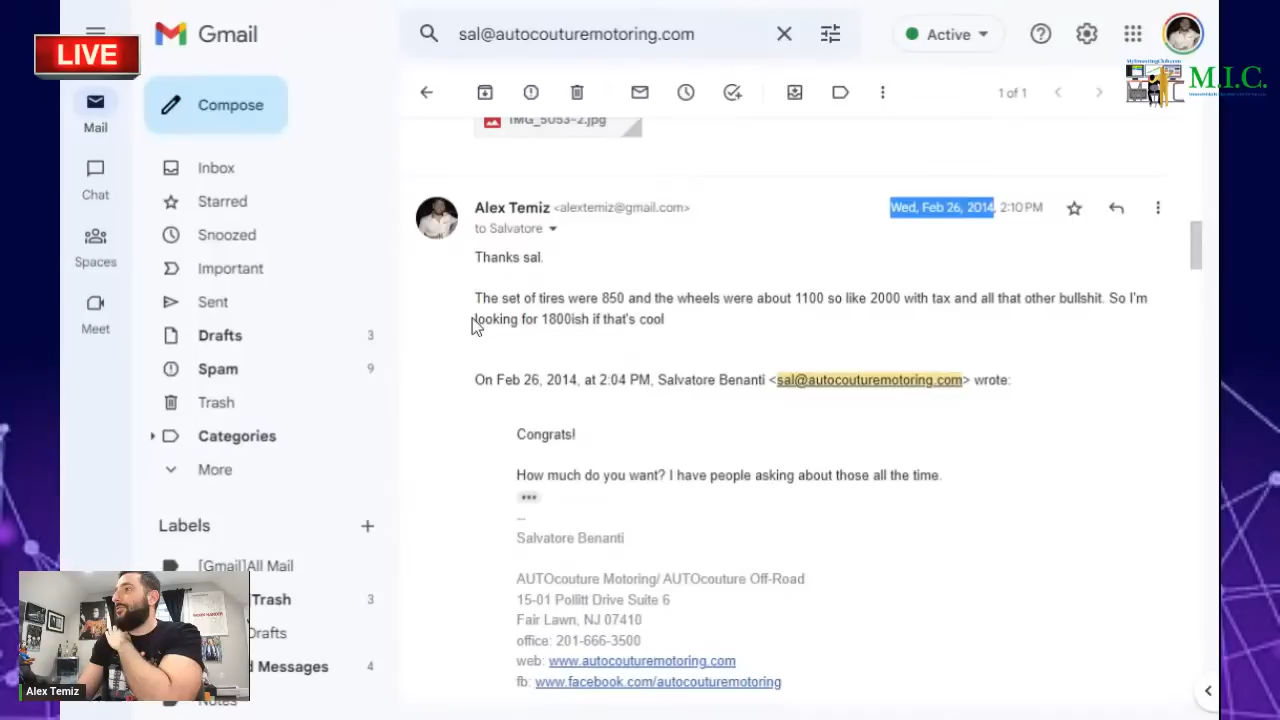 LIVE
Gmail
sal@autocouturemotoring.com
Active
M.I.C.
Compose
1 of 1
Mail
Chat
Spaces
Meet
Inbox
Starred
Snoozed
Important
Sent
Drafts 3
Spam 9
Trash
Categories
More
Labels
[Gmail]All Mail
Trash 3
Drafts
d Messages 4
Notes
IMG_5053-2.jpg
Alex Temiz <alextemiz@gmail.com> Wed, Feb 26, 2014, 2:10 PM
to Salvatore
Thanks sal.
The set of tires were 850 and the wheels were about 1100 so like 2000 with tax and all that other bullshit. So I'm
looking for 1800ish if that's cool
On Feb 26, 2014, at 2:04 PM, Salvatore Benanti <sal@autocouturemotoring.com> wrote:
Congrats!
How much do you want? I have people asking about those all the time.
--
Salvatore Benanti
AUTOcouture Motoring/ AUTOcouture Off-Road
15-01 Pollitt Drive Suite 6
Fair Lawn, NJ 07410
office: 201-666-3500
web: www.autocouturemotoring.com
fb: www.facebook.com/autocouturemotoring
Alex Temiz